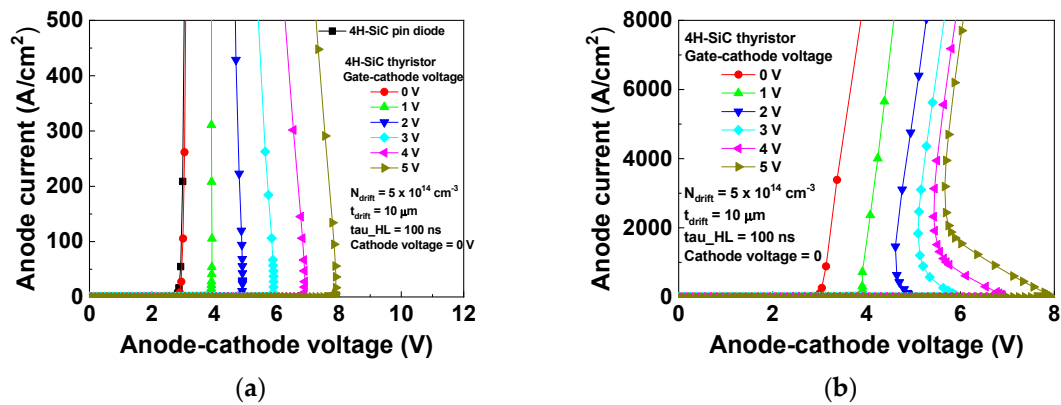 500
400
300
200
100
0
Anode current (A/cm²)
4H-SiC pin diode
4H-SiC thyristor
Gate-cathode voltage
0 V
1 V
2 V
3 V
4 V
5 V
N_drift = 5 x 10¹⁴ cm⁻³
t_drift = 10 μm
tau_HL = 100 ns
Cathode voltage = 0 V
0 2 4 6 8 10 12
Anode-cathode voltage (V)
(a)
8000
6000
4000
2000
0
Anode current (A/cm²)
4H-SiC thyristor
Gate-cathode voltage
0 V
1 V
2 V
3 V
4 V
5 V
N_drift = 5 x 10¹⁴ cm⁻³
t_drift = 10 μm
tau_HL = 100 ns
Cathode voltage = 0
0 2 4 6 8
Anode-cathode voltage (V)
(b)